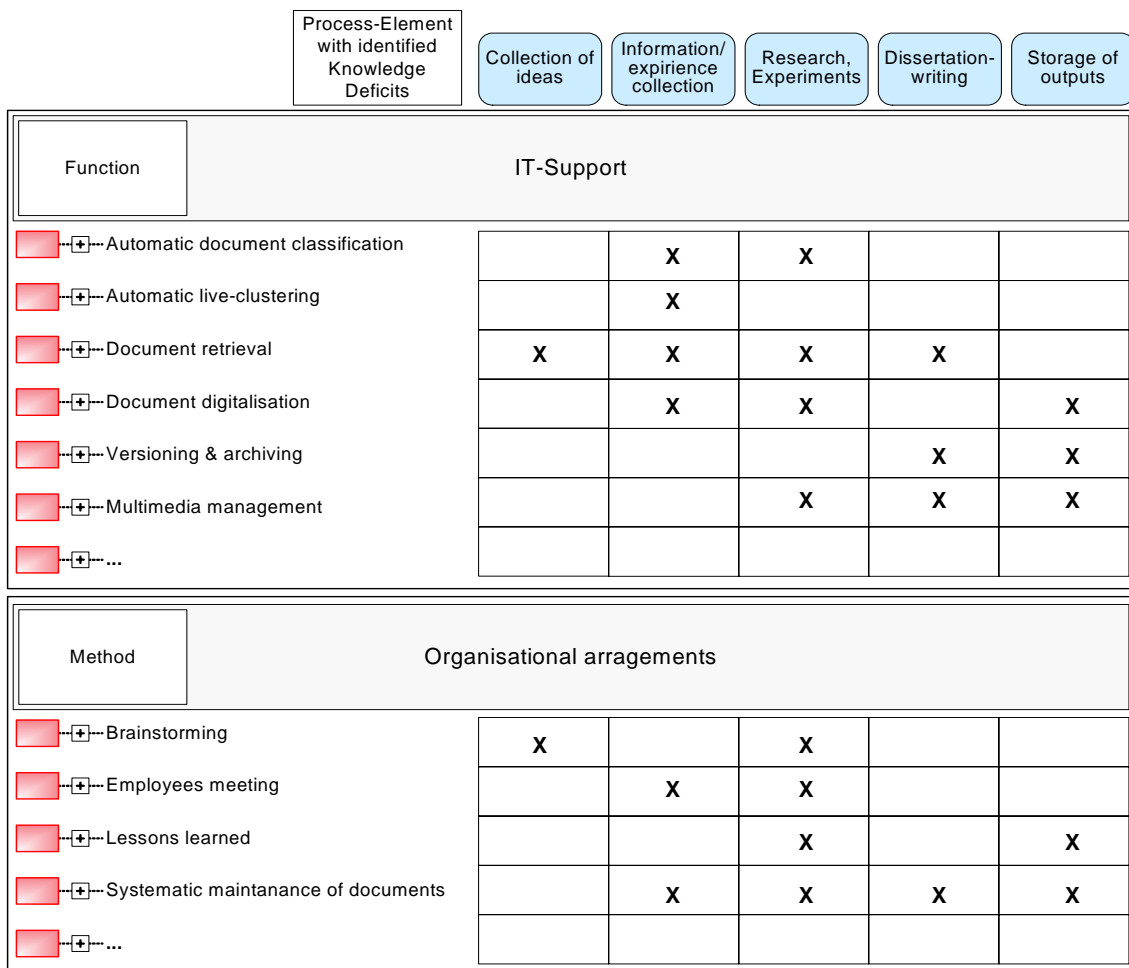 Process-Element
with identified
Knowledge
Deficits
Collection of
ideas
Information/
expirience
collection
Research,
Experiments
Dissertation-
writing
Storage of
outputs
Function
IT-Support
Automatic document classification
X X
Automatic live-clustering
X
Document retrieval
X X X X
Document digitalisation
X X X
Versioning & archiving
X X
Multimedia management
X X X
...
Method
Organisational arragements
Brainstorming
X X
Employees meeting
X X
Lessons learned
X X
Systematic maintanance of documents
X X X X
...